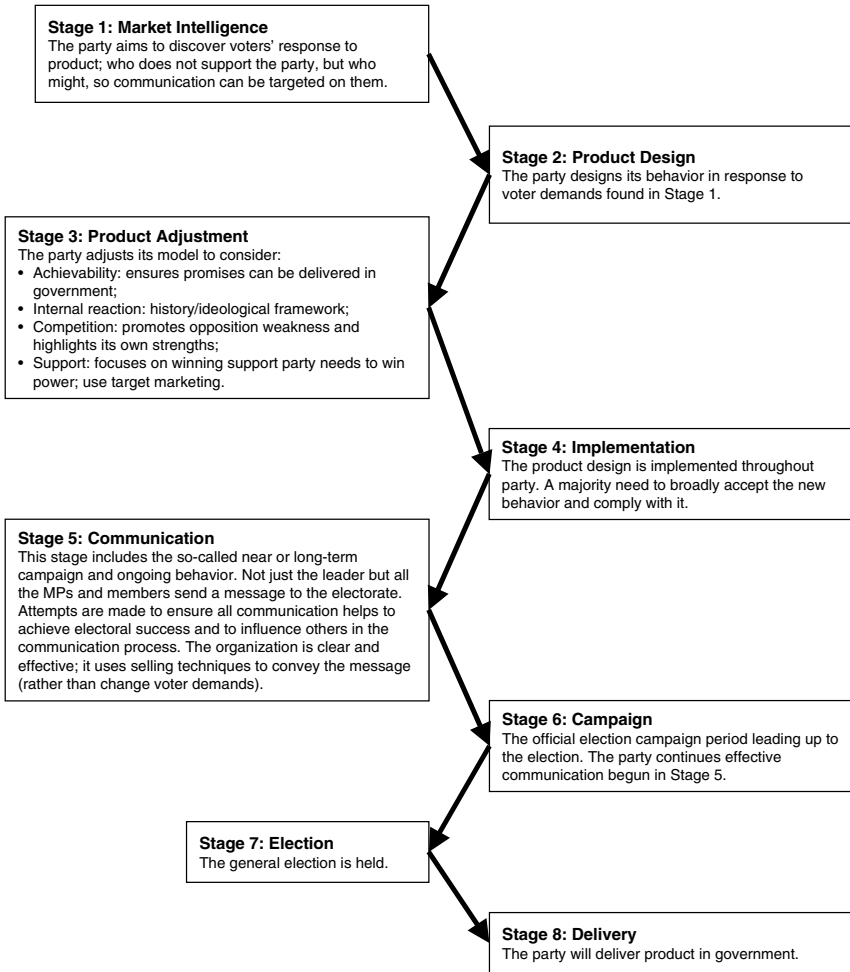 Stage 1: Market Intelligence
The party aims to discover voters’ response to
product; who does not support the party, but who
might, so communication can be targeted on them.
Stage 2: Product Design
The party designs its behavior in response to
voter demands found in Stage 1.
Stage 3: Product Adjustment
The party adjusts its model to consider:
• Achievability: ensures promises can be delivered in
government;
• Internal reaction: history/ideological framework;
• Competition: promotes opposition weakness and
highlights its own strengths;
• Support: focuses on winning support party needs to win
power; use target marketing.
Stage 4: Implementation
The product design is implemented throughout
party. A majority need to broadly accept the new
behavior and comply with it.
Stage 5: Communication
This stage includes the so-called near or long-term
campaign and ongoing behavior. Not just the leader but all
the MPs and members send a message to the electorate.
Attempts are made to ensure all communication helps to
achieve electoral success and to influence others in the
communication process. The organization is clear and
effective; it uses selling techniques to convey the message
(rather than change voter demands).
Stage 6: Campaign
The official election campaign period leading up to
the election. The party continues effective
communication begun in Stage 5.
Stage 7: Election
The general election is held.
Stage 8: Delivery
The party will deliver product in government.